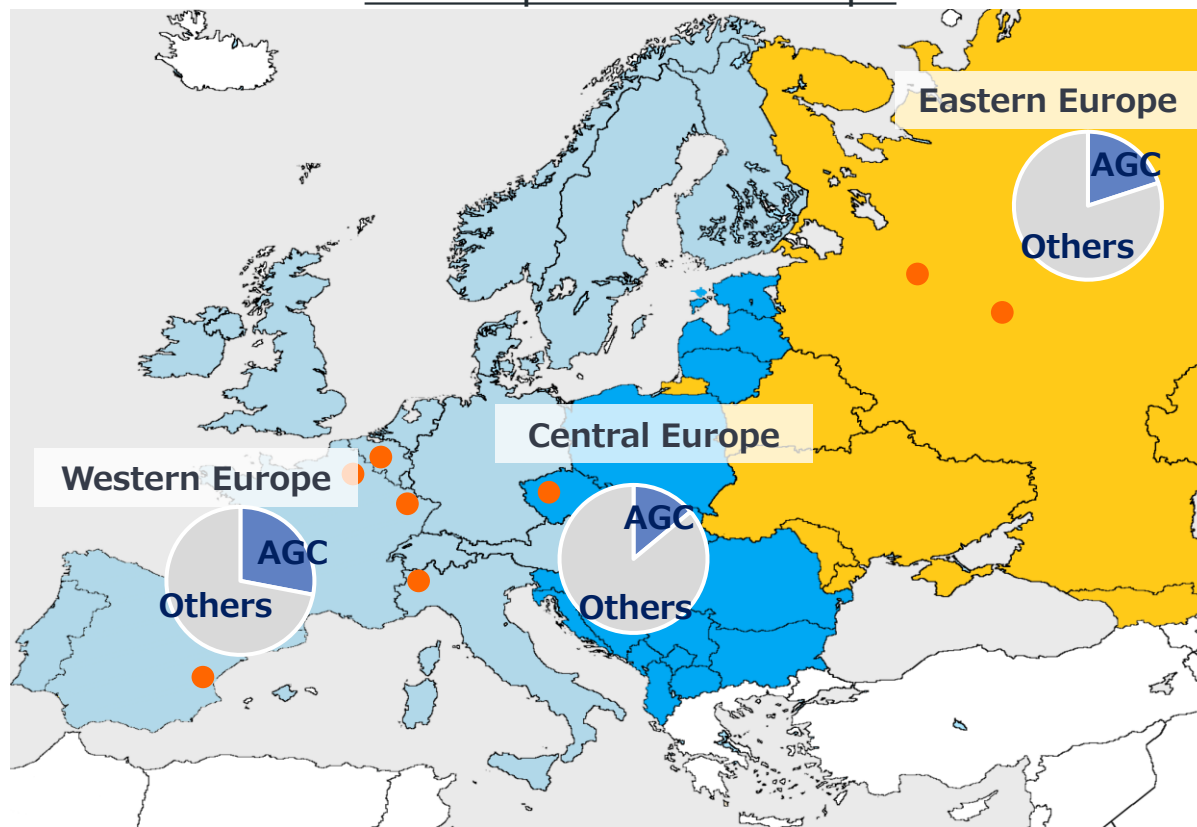 Eastern Europe
AGC
Others
Central Europe
AGC
Others
Western Europe
AGC
Others